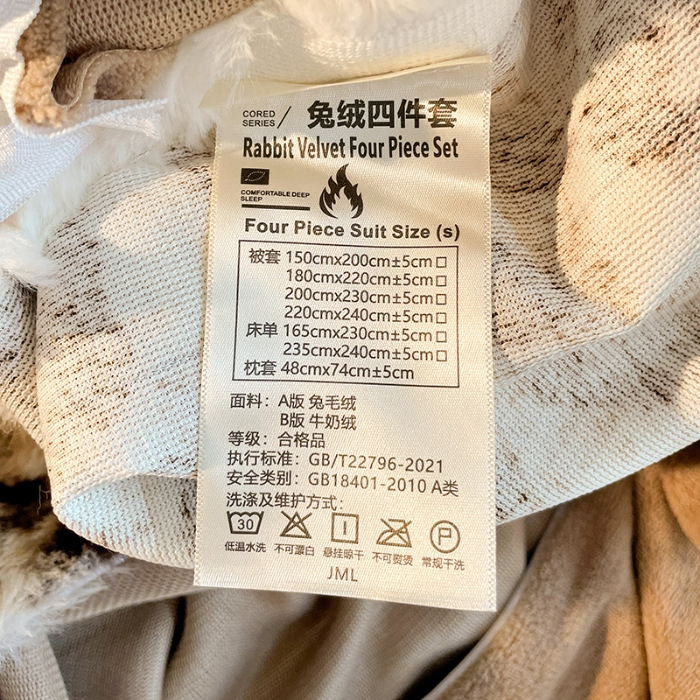 CORED
SERIES / 兔绒四件套
Rabbit Velvet Four Piece Set
COMFORTABLE DEEP
SLEEP
Four Piece Suit Size (s)
被套 150cmx200cm±5cm□
180cmx220cm±5cm□
200cmx230cm±5cm□
220cmx240cm±5cm□
床单 165cmx230cm±5cm□
235cmx240cm±5cm□
枕套 48cmx74cm±5cm
面料：A版 兔毛绒
B版 牛奶绒
等级：合格品
执行标准：GB/T22796-2021
安全类别：GB18401-2010 A类
洗涤及维护方式：
30 P
低温水洗 不可漂白 悬挂晾干 不可熨烫 常规干洗
JML